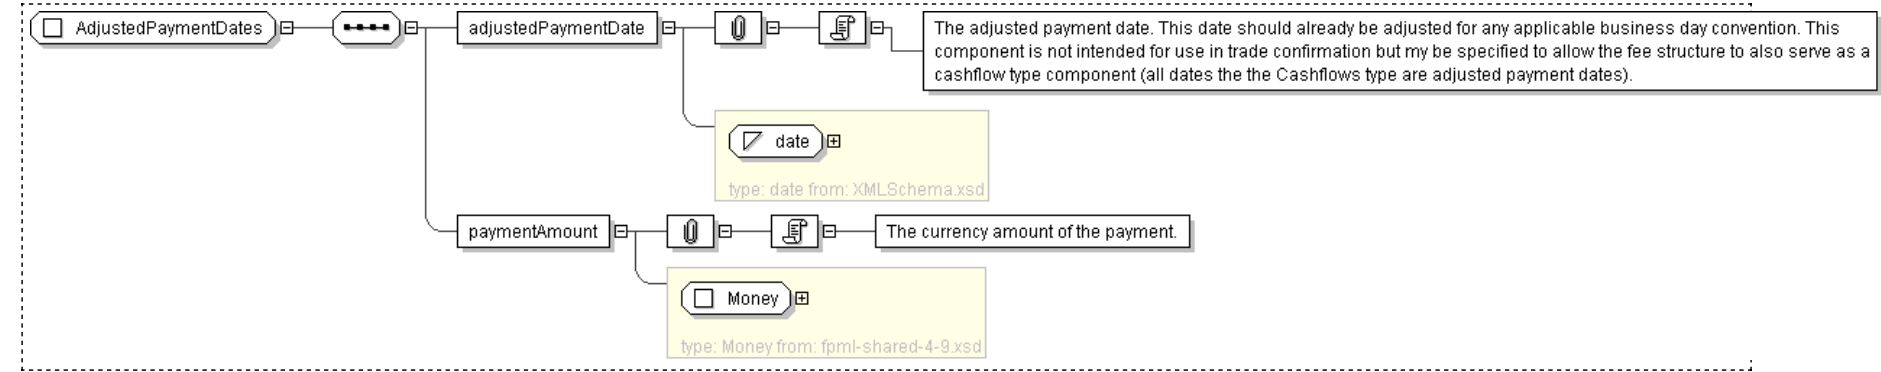 AdjustedPaymentDates
adjustedPaymentDate
The adjusted payment date. This date should already be adjusted for any applicable business day convention. This
component is not intended for use in trade confirmation but my be specified to allow the fee structure to also serve as a
cashflow type component (all dates the the Cashflows type are adjusted payment dates).
date
type: date from: XMLSchema.xsd
paymentAmount
The currency amount of the payment.
Money
type: Money from: fpml-shared-4-9.xsd